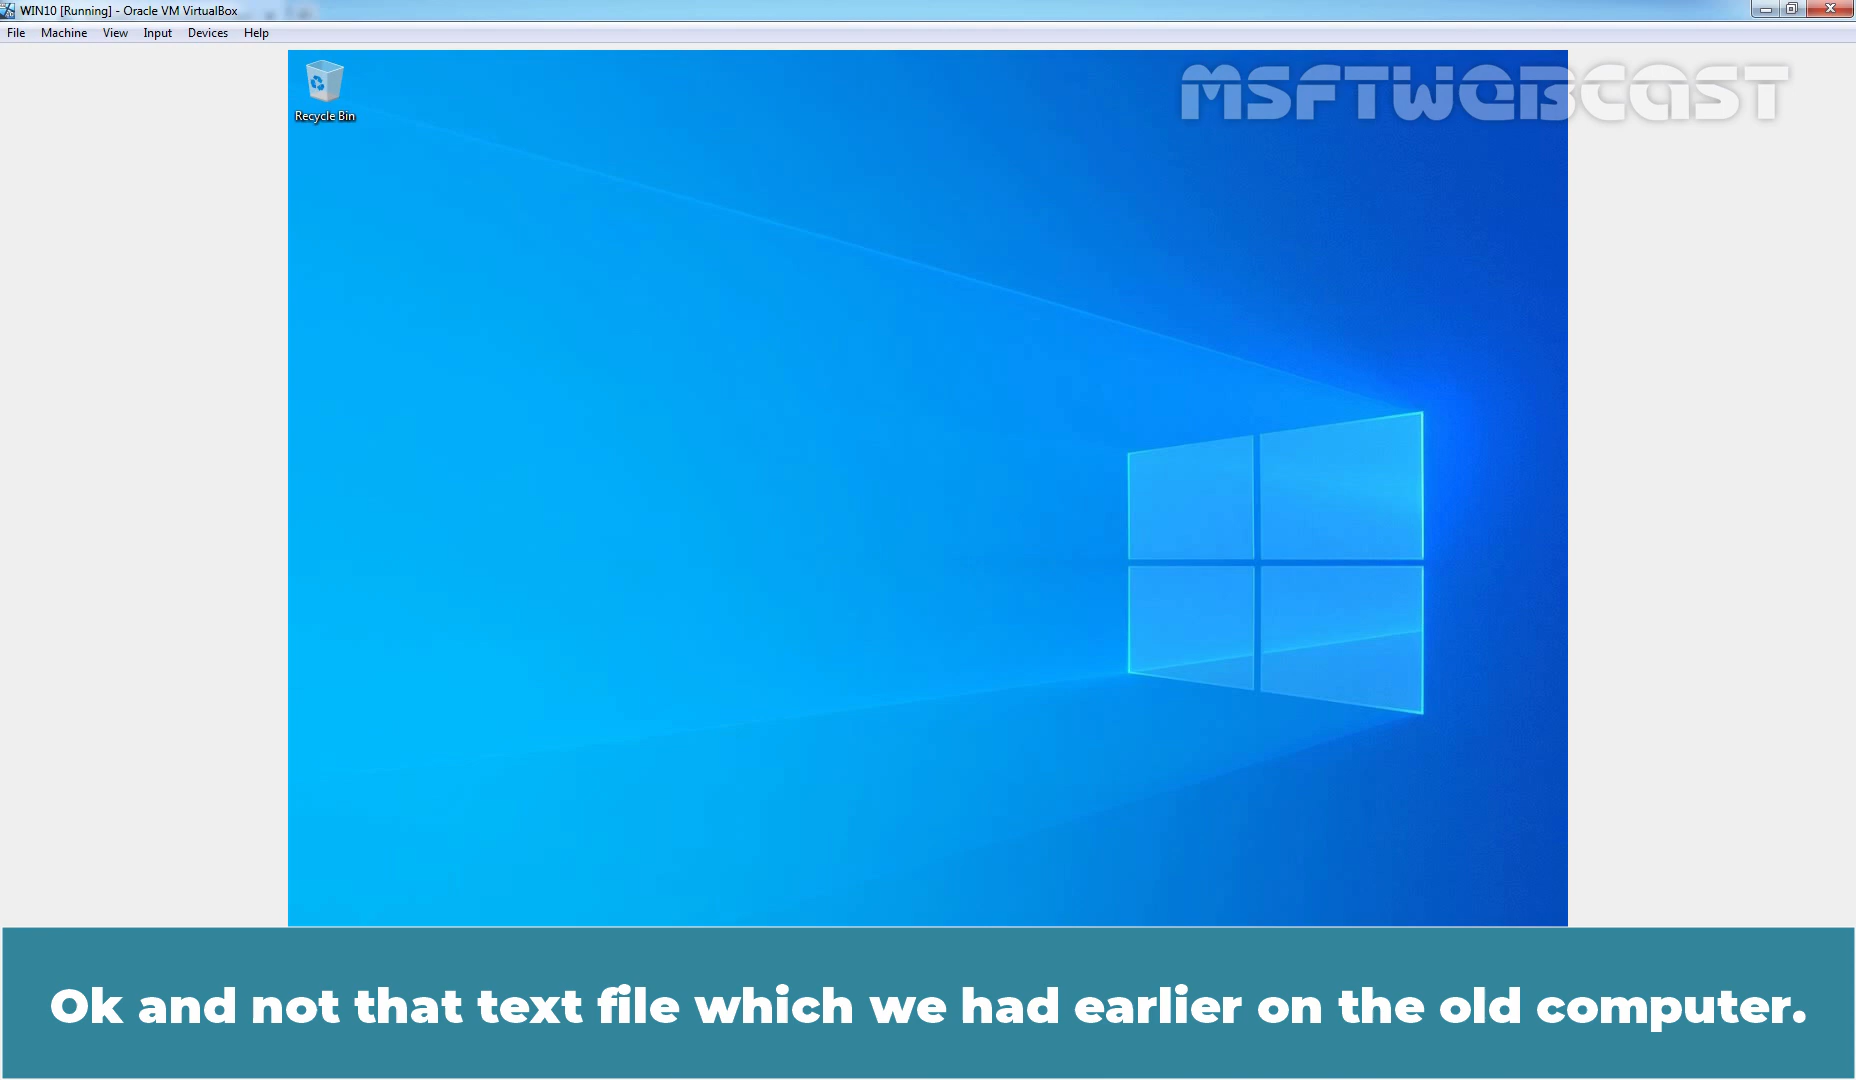 WIN10 [Running] - Oracle VM VirtualBox
File Machine View Input Devices Help
MSFTWEBCAST
Recycle Bin
Ok and not that text file which we had earlier on the old computer.